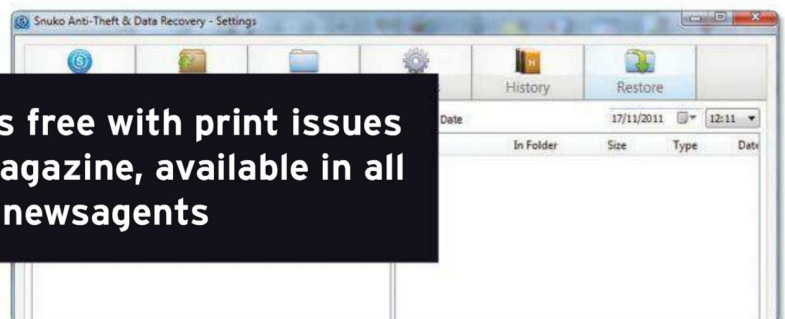 Snuko Anti-Theft & Data Recovery - Settings
History
Restore
s free with print issues
agazine, available in all
newsagents
Date
17/11/2011
12:11
In Folder
Size
Type
Date